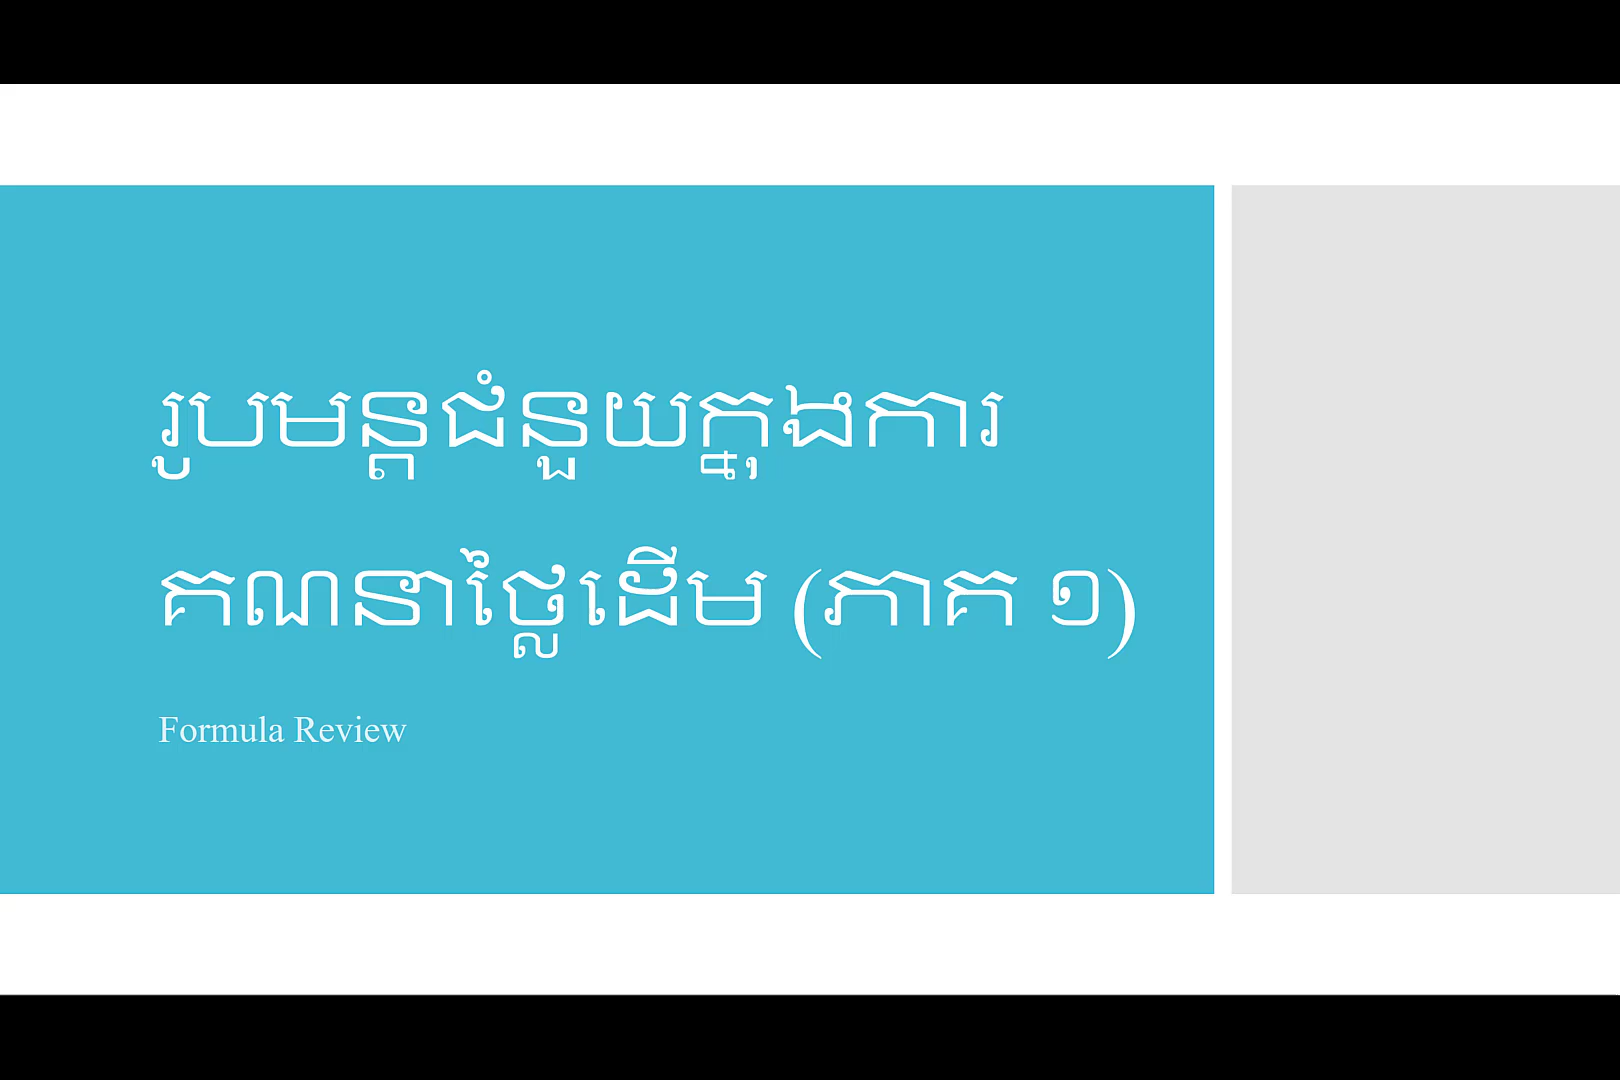 រូបមន្តជំនួយក្នុងការ
គណនាថ្លៃដើម (ភាគ ១)
Formula Review